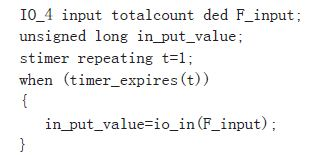 IO_4 input totalcount ded F_input;
unsigned long in_put_value;
stimer repeating t=1;
when (timer_expires(t))
{
in_put_value=io_in(F_input);
}